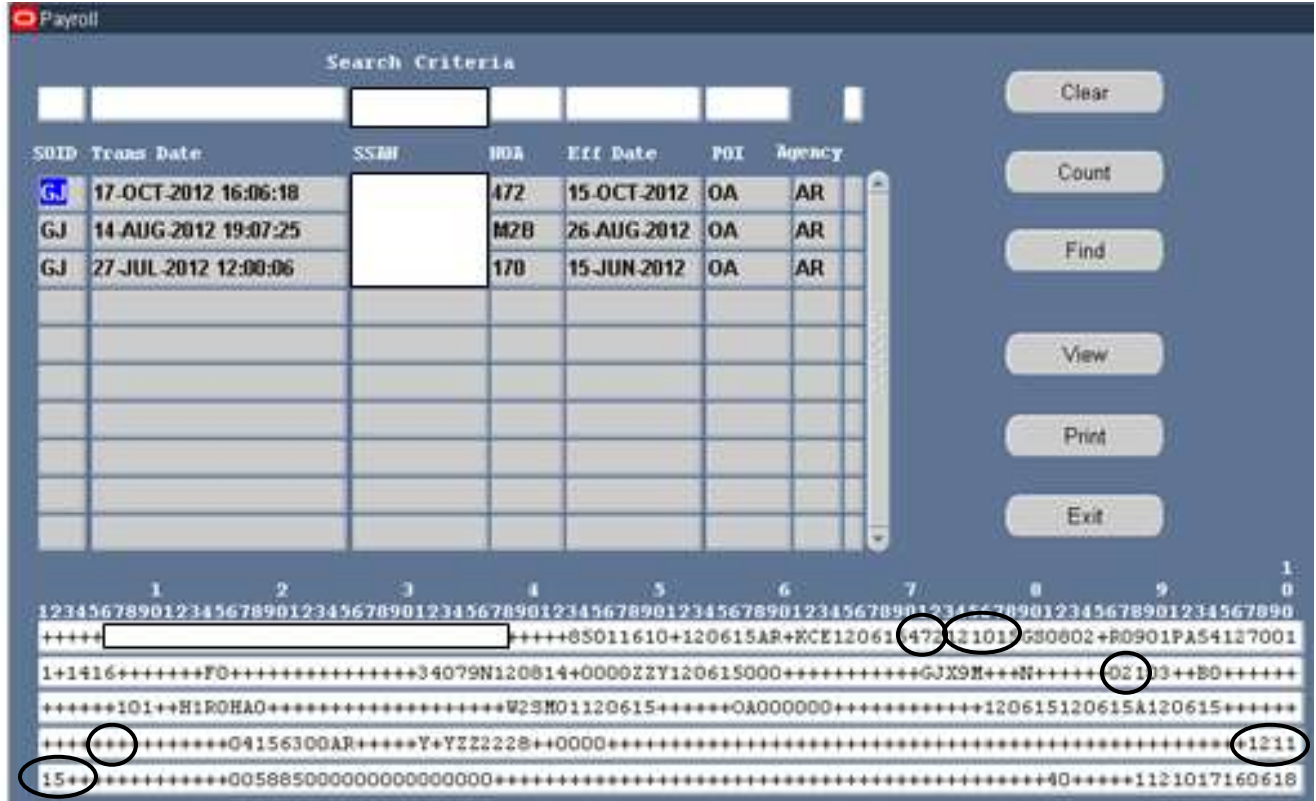 Payroll
Search Criteria
Clear
SOID Trans Date SSAN NOA Eff Date POI Agency
Count
GJ 17-OCT-2012 16:06:18 472 15-OCT-2012 OA AR
GJ 14-AUG-2012 19:07:25 M2B 26-AUG-2012 OA AR
Find
GJ 27-JUL-2012 12:00:06 170 15-JUN-2012 OA AR
View
Print
Exit
1 2 3 4 5 6 7 8 9 1 0
1234567890123456789012345678901234567890123456789012345678901234567890123456789012345678901234567890
+++++ +++++85011610+120615AR+KCE120615472121015GS0802+R0901PA54127001
1+1416+++++++F0+++++++++++++++34079N120814+0000ZZY120615000+++++++++++GJX9M+++N++++++02103++B0++++++
++++++101++H1R0HA0+++++++++++++++++++W2SM01120615++++++OA000000++++++++++++120615120615A120615++++++
+++++++++++++++04156300AR+++++Y+YZZ2228++0000++++++++++++++++++++++++++++++++++++++++++++++++++1211
15+++++++++++++005885000000000000000++++++++++++++++++++++++++++++++++++++++++++40+++++1121017160618